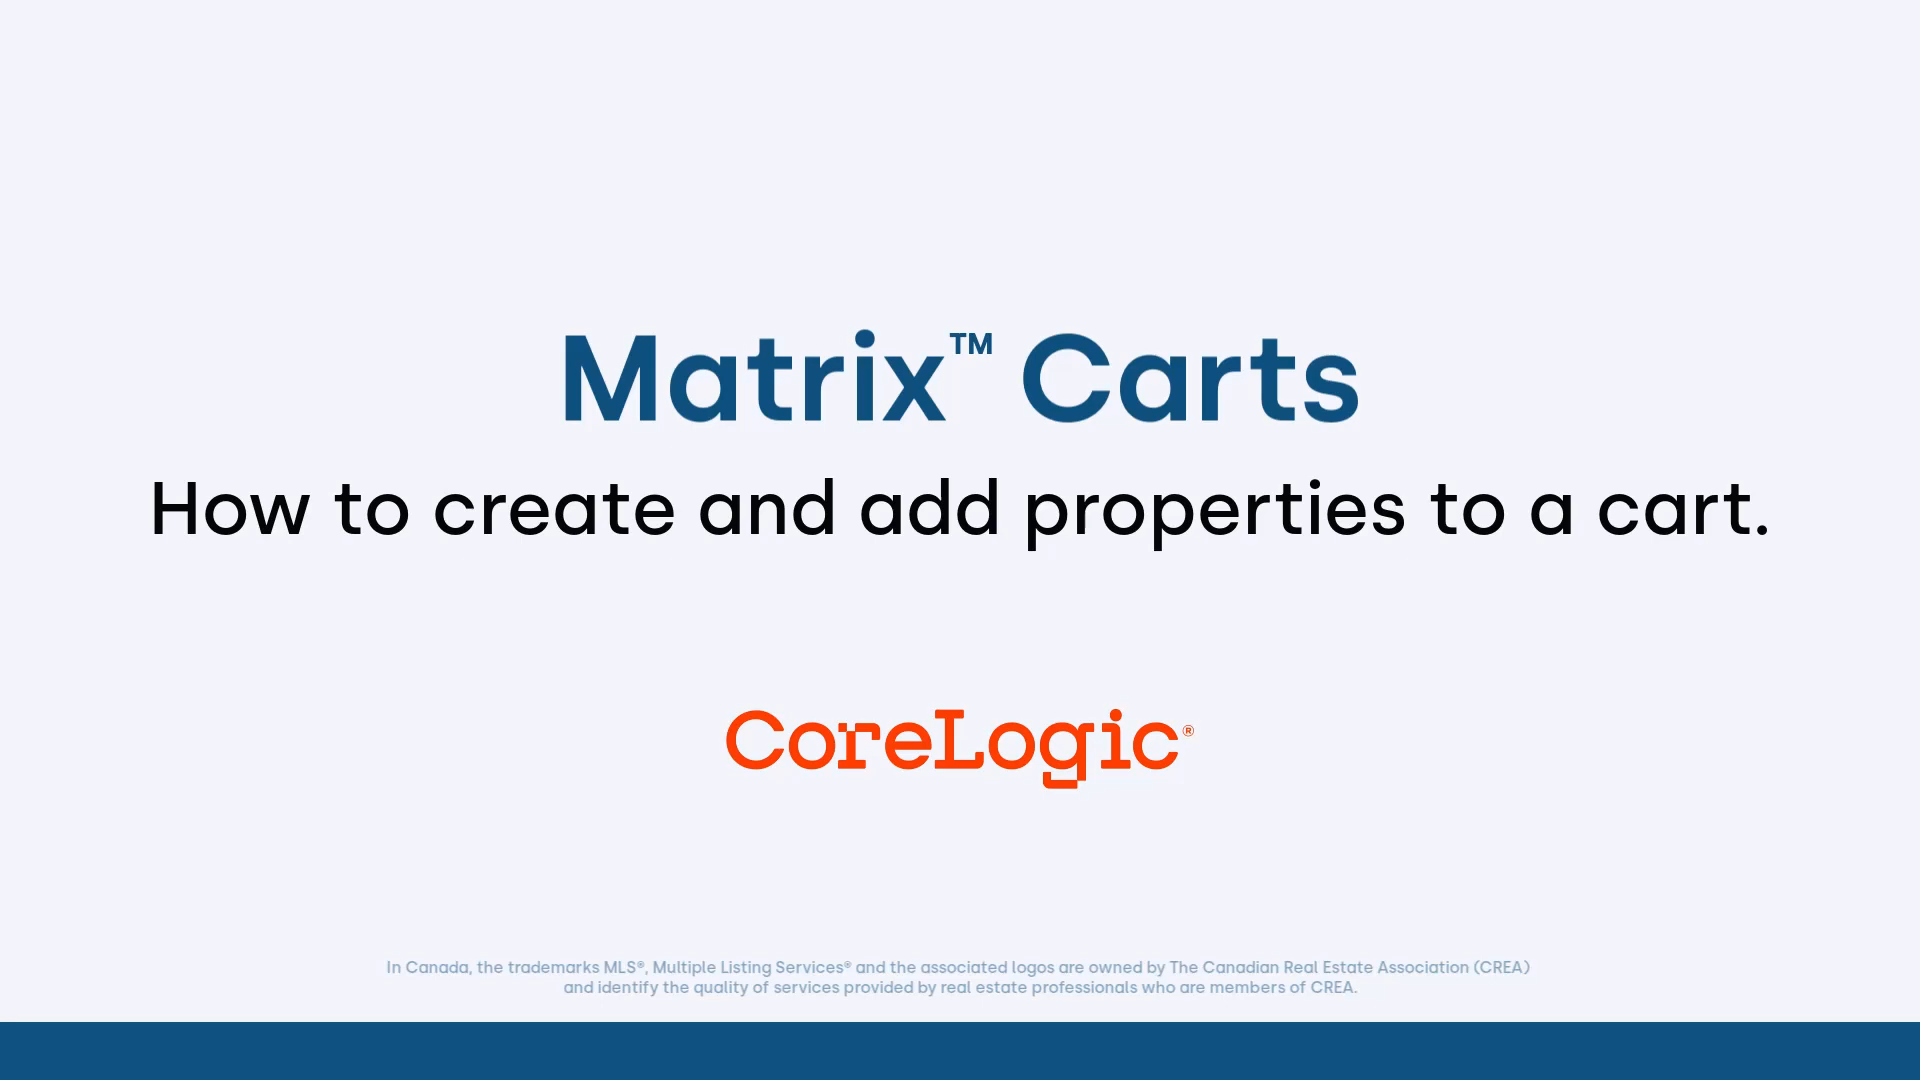 Matrix™ Carts
How to create and add properties to a cart.
CoreLogic®
In Canada, the trademarks MLS®, Multiple Listing Services® and the associated logos are owned by The Canadian Real Estate Association (CREA)
and identify the quality of services provided by real estate professionals who are members of CREA.